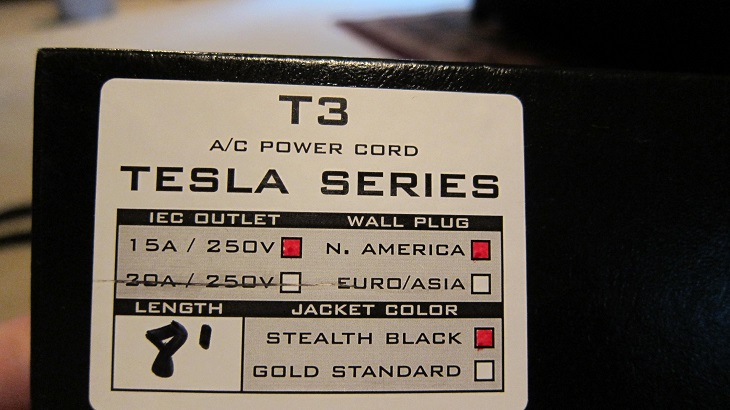 T3
A/C POWER CORD
TESLA SERIES
IEC OUTLET WALL PLUG
15A / 250V N. AMERICA
20A / 250V EURO/ASIA
LENGTH JACKET COLOR
8' STEALTH BLACK
GOLD STANDARD